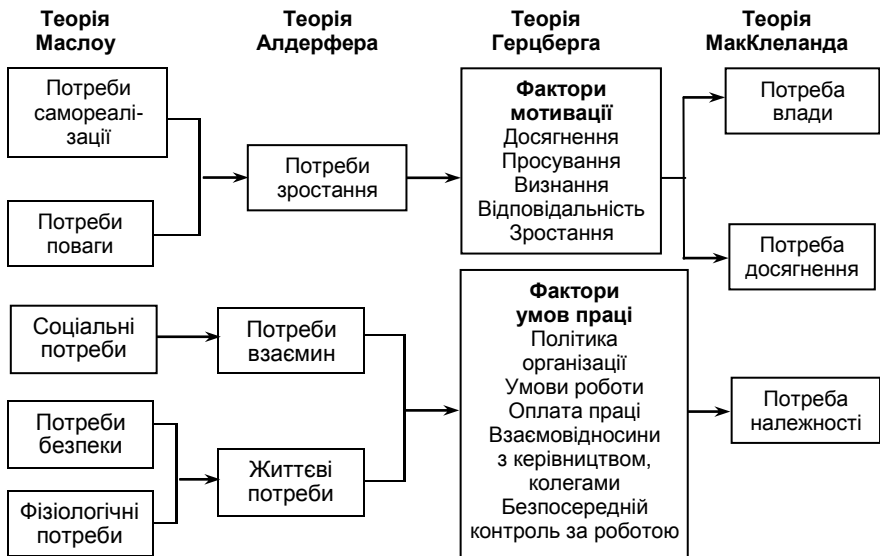 Теорія
Маслоу
Теорія
Алдерфера
Теорія
Герцберга
Теорія
МакКлеланда
Потреби
самореалі-
зації
Потреби
поваги
Соціальні
потреби
Потреби
безпеки
Фізіологічні
потреби
Потреби
зростання
Потреби
взаємин
Життєві
потреби
Фактори
мотивації
Досягнення
Просування
Визнання
Відповідальність
Зростання
Фактори
умов праці
Політика
організації
Умови роботи
Оплата праці
Взаємовідносини
з керівництвом,
колегами
Безпосередній
контроль за роботою
Потреба
влади
Потреба
досягнення
Потреба
належності